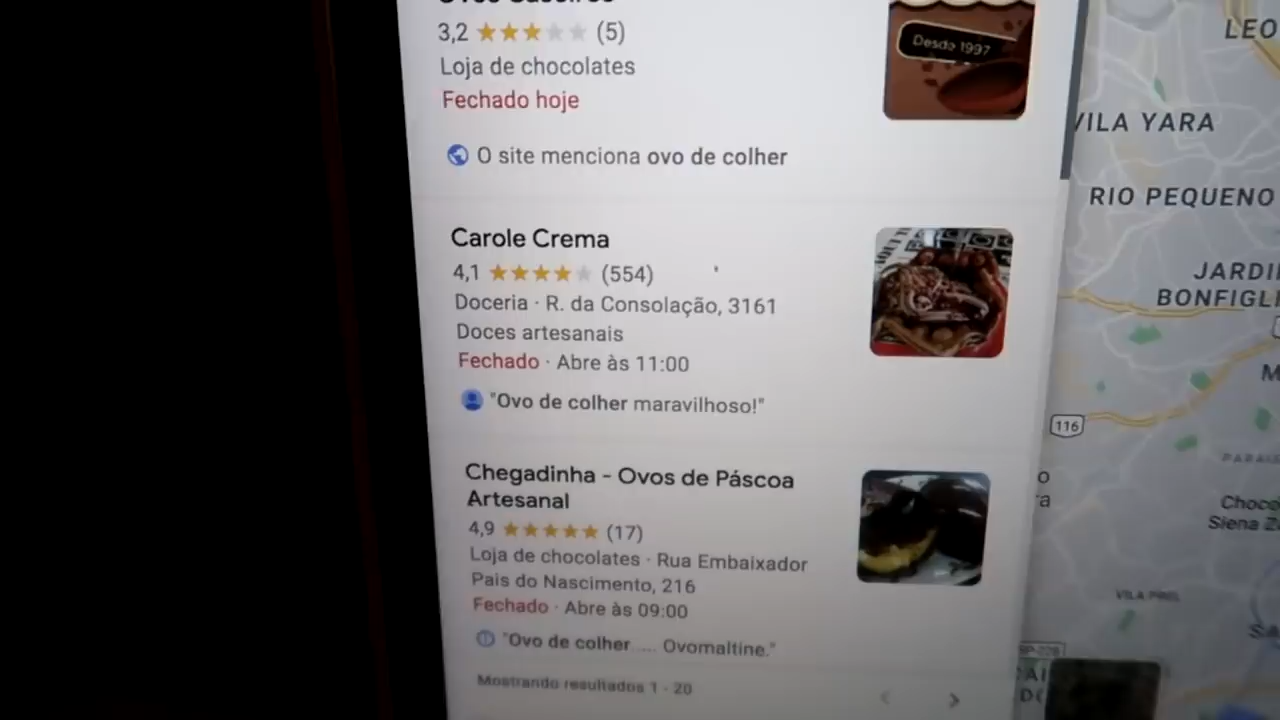 3,2 (5)
Loja de chocolates
Fechado hoje
O site menciona ovo de colher
Desde 1997
Carole Crema
4,1 (554)
Doceria · R. da Consolação, 3161
Doces artesanais
Fechado · Abre às 11:00
"Ovo de colher maravilhoso!"
Chegadinha - Ovos de Páscoa
Artesanal
4,9 (17)
Loja de chocolates · Rua Embaixador
Pais do Nascimento, 216
Fechado · Abre às 09:00
"Ovo de colher .... Ovomaltine."
Mostrando resultados 1 - 20
LEO
VILA YARA
RIO PEQUENO
JARDI
BONFIGL
116
Choco
Siena Z